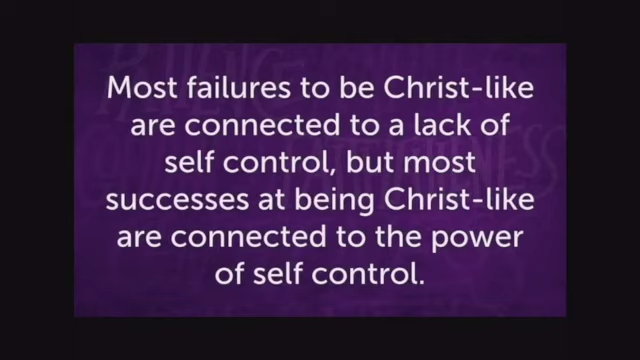 Most failures to be Christ-like
are connected to a lack of
self control, but most
successes at being Christ-like
are connected to the power
of self control.